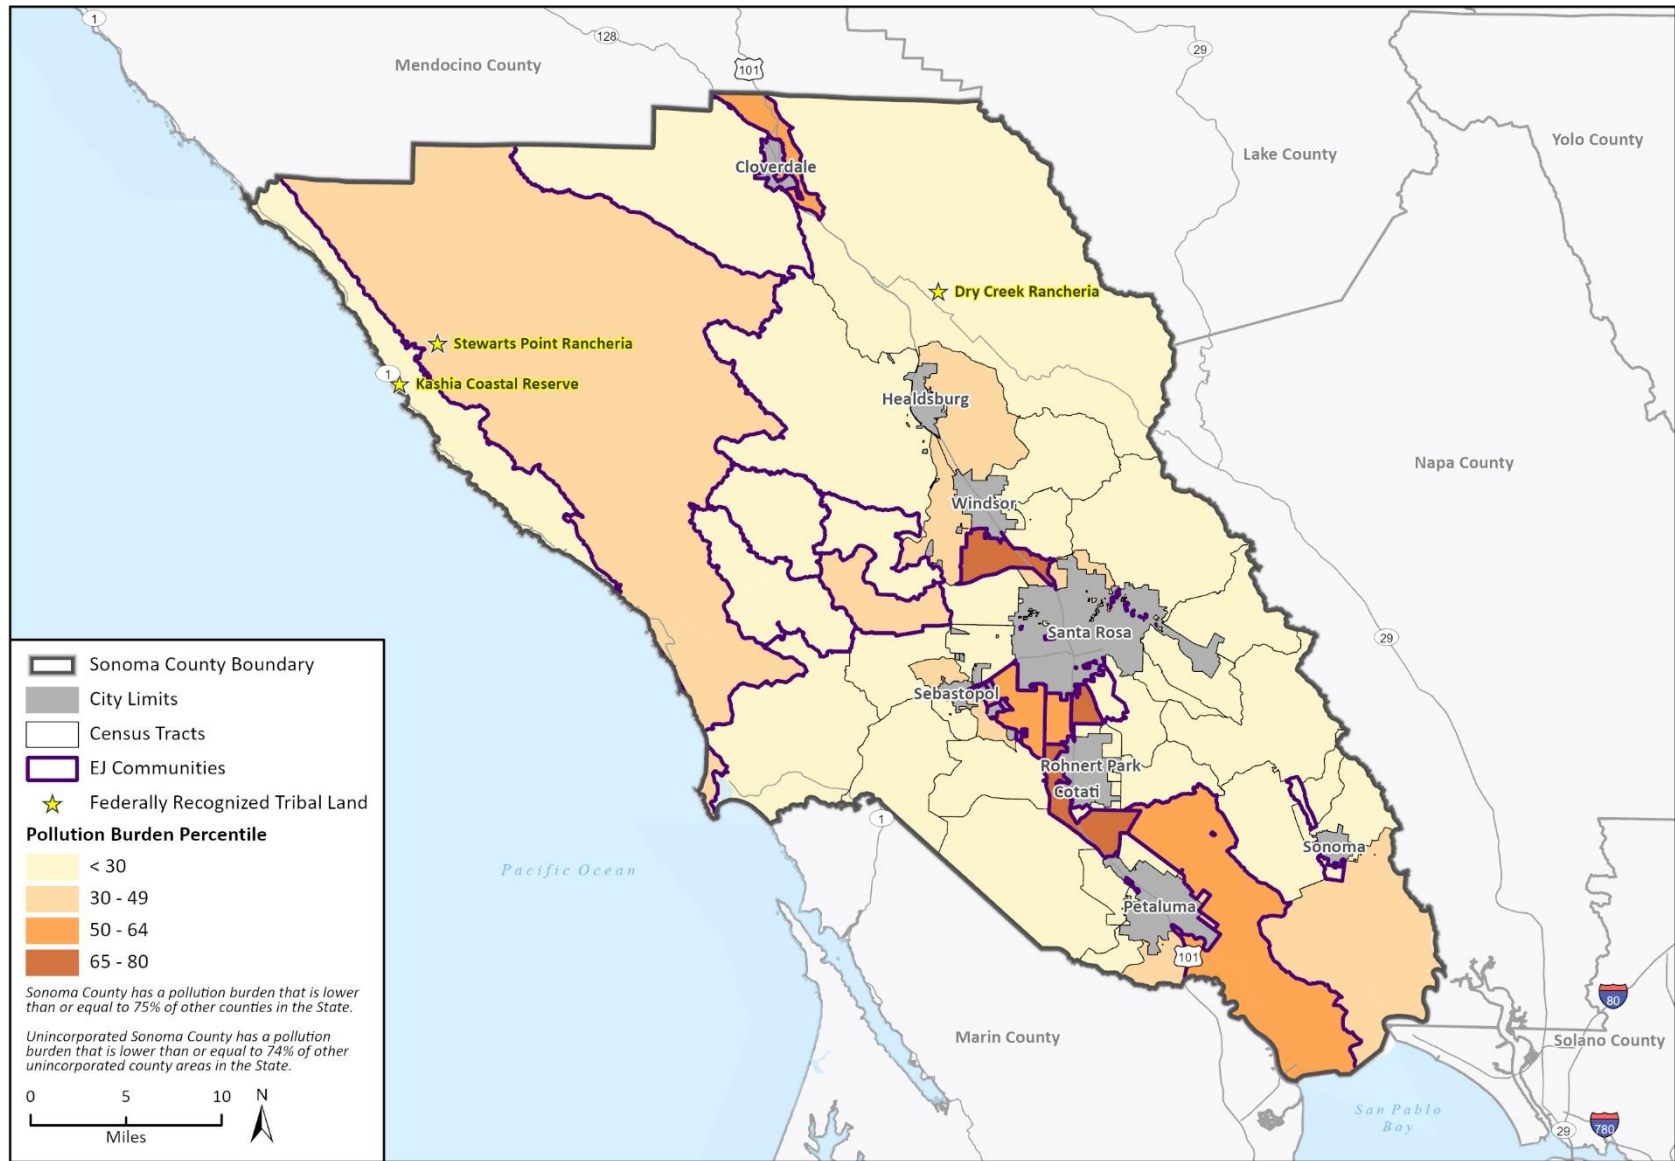 1
128
101
29
Mendocino County
Lake County
Yolo County
Cloverdale
Dry Creek Rancheria
Stewarts Point Rancheria
1
Kashia Coastal Reserve
Healdsburg
Napa County
Windsor
Santa Rosa
29
Sebastopol
Rohnert Park
Cotati
1
Sonoma
Petaluma
101
Pacific Ocean
Marin County
80
Solano County
San Pablo
Bay
29
780
Sonoma County Boundary
City Limits
Census Tracts
EJ Communities
Federally Recognized Tribal Land
Pollution Burden Percentile
< 30
30 - 49
50 - 64
65 - 80
Sonoma County has a pollution burden that is lower
than or equal to 75% of other counties in the State.
Unincorporated Sonoma County has a pollution
burden that is lower than or equal to 74% of other
unincorporated county areas in the State.
0 5 10 N
Miles